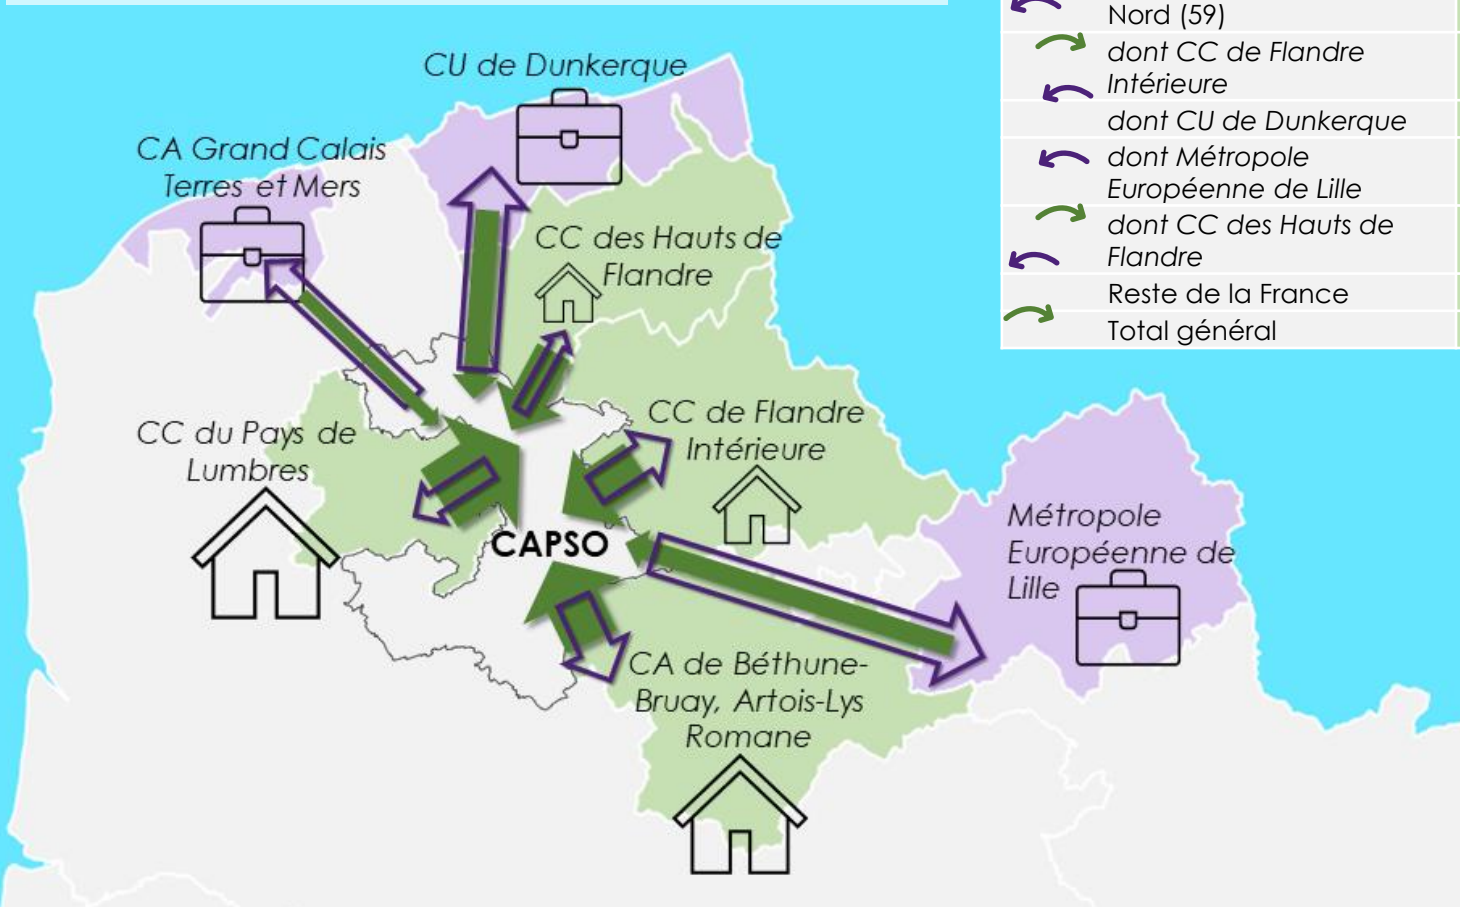 Nord (59)
dont CC de Flandre
Intérieure
dont CU de Dunkerque
dont Métropole
Européenne de Lille
dont CC des Hauts de
Flandre
Reste de la France
Total général
CU de Dunkerque
CA Grand Calais
Terres et Mers
CC des Hauts de
Flandre
CC de Flandre
Intérieure
CC du Pays de
Lumbres
CAPSO
Métropole
Européenne de
Lille
CA de Béthune-
Bruay, Artois-Lys
Romane